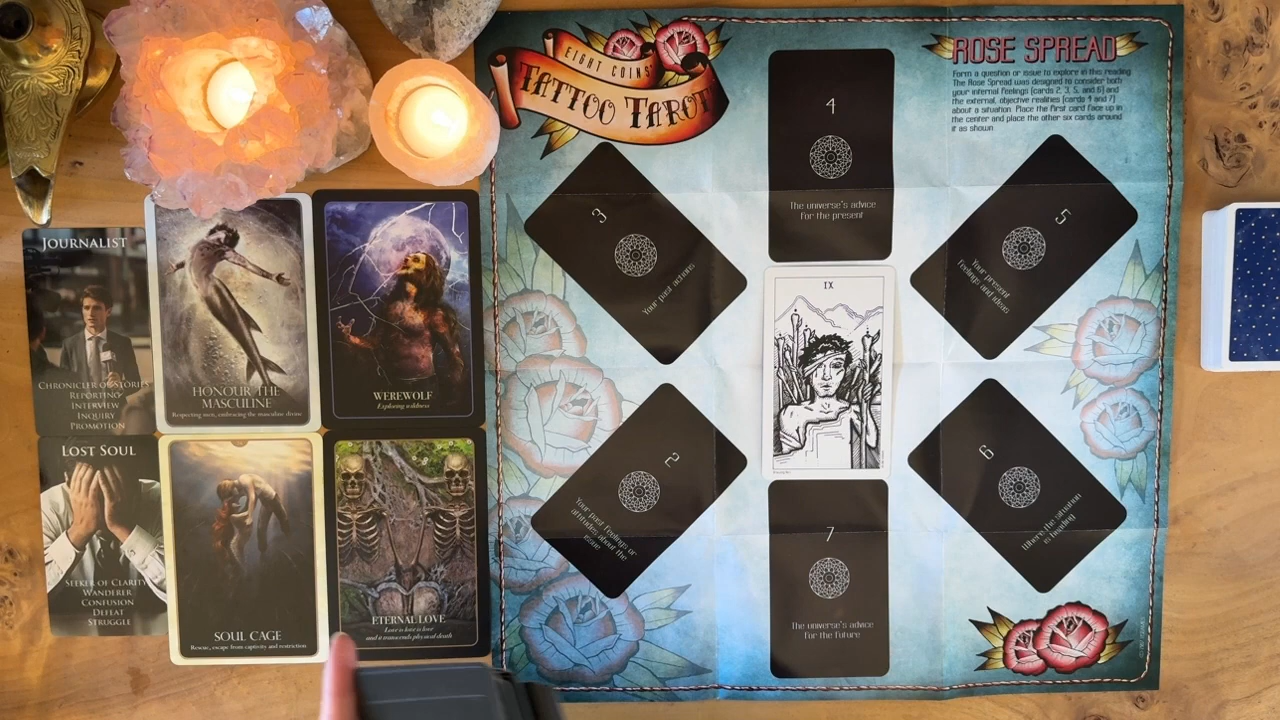 JOURNALIST
CHRONICLER OF STORIES
REPORTING
INTERVIEW
INQUIRY
PROMOTION
HONOUR THE
MASCULINE
Respecting men, embracing the masculine divine
WEREWOLF
Exploring wildness
LOST SOUL
SEEKER OF CLARITY
WANDERER
CONFUSION
DEFEAT
STRUGGLE
SOUL CAGE
Rescue, escape from captivity and restriction
ETERNAL LOVE
Love is love is love
and it transcends physical death
EIGHT COINS'
TATTOO TAROT
ROSE SPREAD
Form a question or issue to explore in this reading.
The Rose Spread was designed to consider both
your internal feelings (cards 2, 3, 5, and 6) and
the external, objective realities (cards 4 and 7)
about a situation. Place the first card face up in
the center and place the other six cards around
it as shown.
4
The universe's advice
for the present
3
Your past actions
5
Your present
feelings and ideas
IX
2
Your past feelings or
attitudes about the
issue
6
Where the situation
is heading
7
The universe's advice
for the future